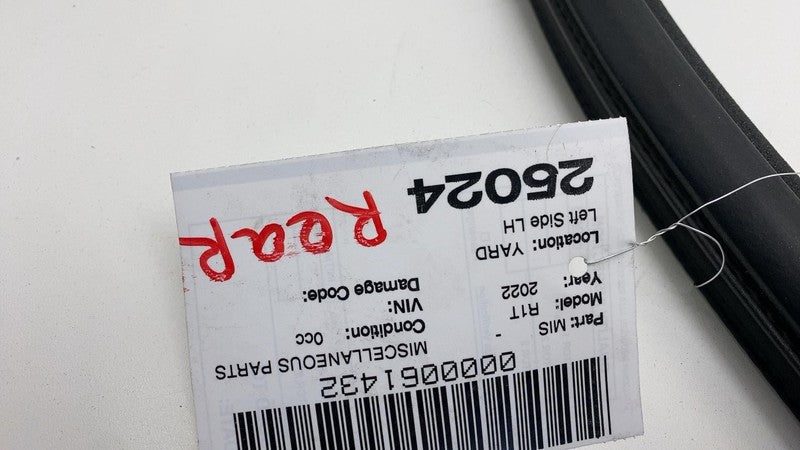 0000061432
MISCELLANEOUS PARTS
Part: MIS -
Model: R1T
Year: 2022
Condition: 0cc
VIN:
Damage Code:
Location: YARD
Left Side LH
25024
Rear